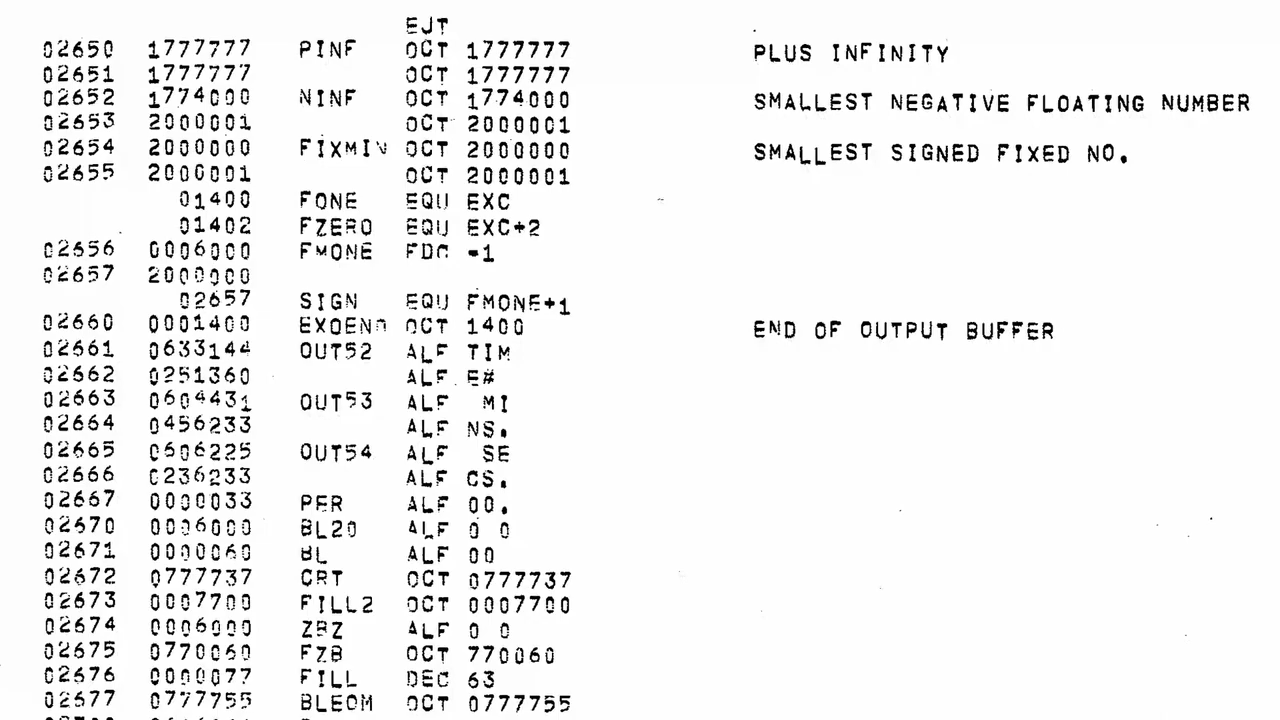 EJT
02650 1777777 PINF OCT 1777777 PLUS INFINITY
02651 1777777 OCT 1777777
02652 1774000 NINF OCT 1774000 SMALLEST NEGATIVE FLOATING NUMBER
02653 2000001 OCT 2000001
02654 2000000 FIXMIN OCT 2000000 SMALLEST SIGNED FIXED NO.
02655 2000001 OCT 2000001
01400 FONE EQU EXC
01402 FZERO EQU EXC+2
02656 0006000 FMONE FDC -1
02657 2000000
02657 SIGN EQU FMONE+1
02660 0001400 EXOEND OCT 1400 END OF OUTPUT BUFFER
02661 0633144 OUT52 ALF TIM
02662 0251360 ALF E#
02663 0604431 OUT53 ALF MI
02664 0456233 ALF NS.
02665 0606225 OUT54 ALF SE
02666 0236233 ALF CS.
02667 0000033 PER ALF 00.
02670 0006000 BL20 ALF 0 0
02671 0000060 BL ALF 00
02672 0777737 CRT OCT 0777737
02673 0007700 FILL2 OCT 0007700
02674 0006000 ZBZ ALF 0 0
02675 0770060 FZB OCT 770060
02676 0000077 FILL DEC 63
02677 0777755 BLEOM OCT 0777755